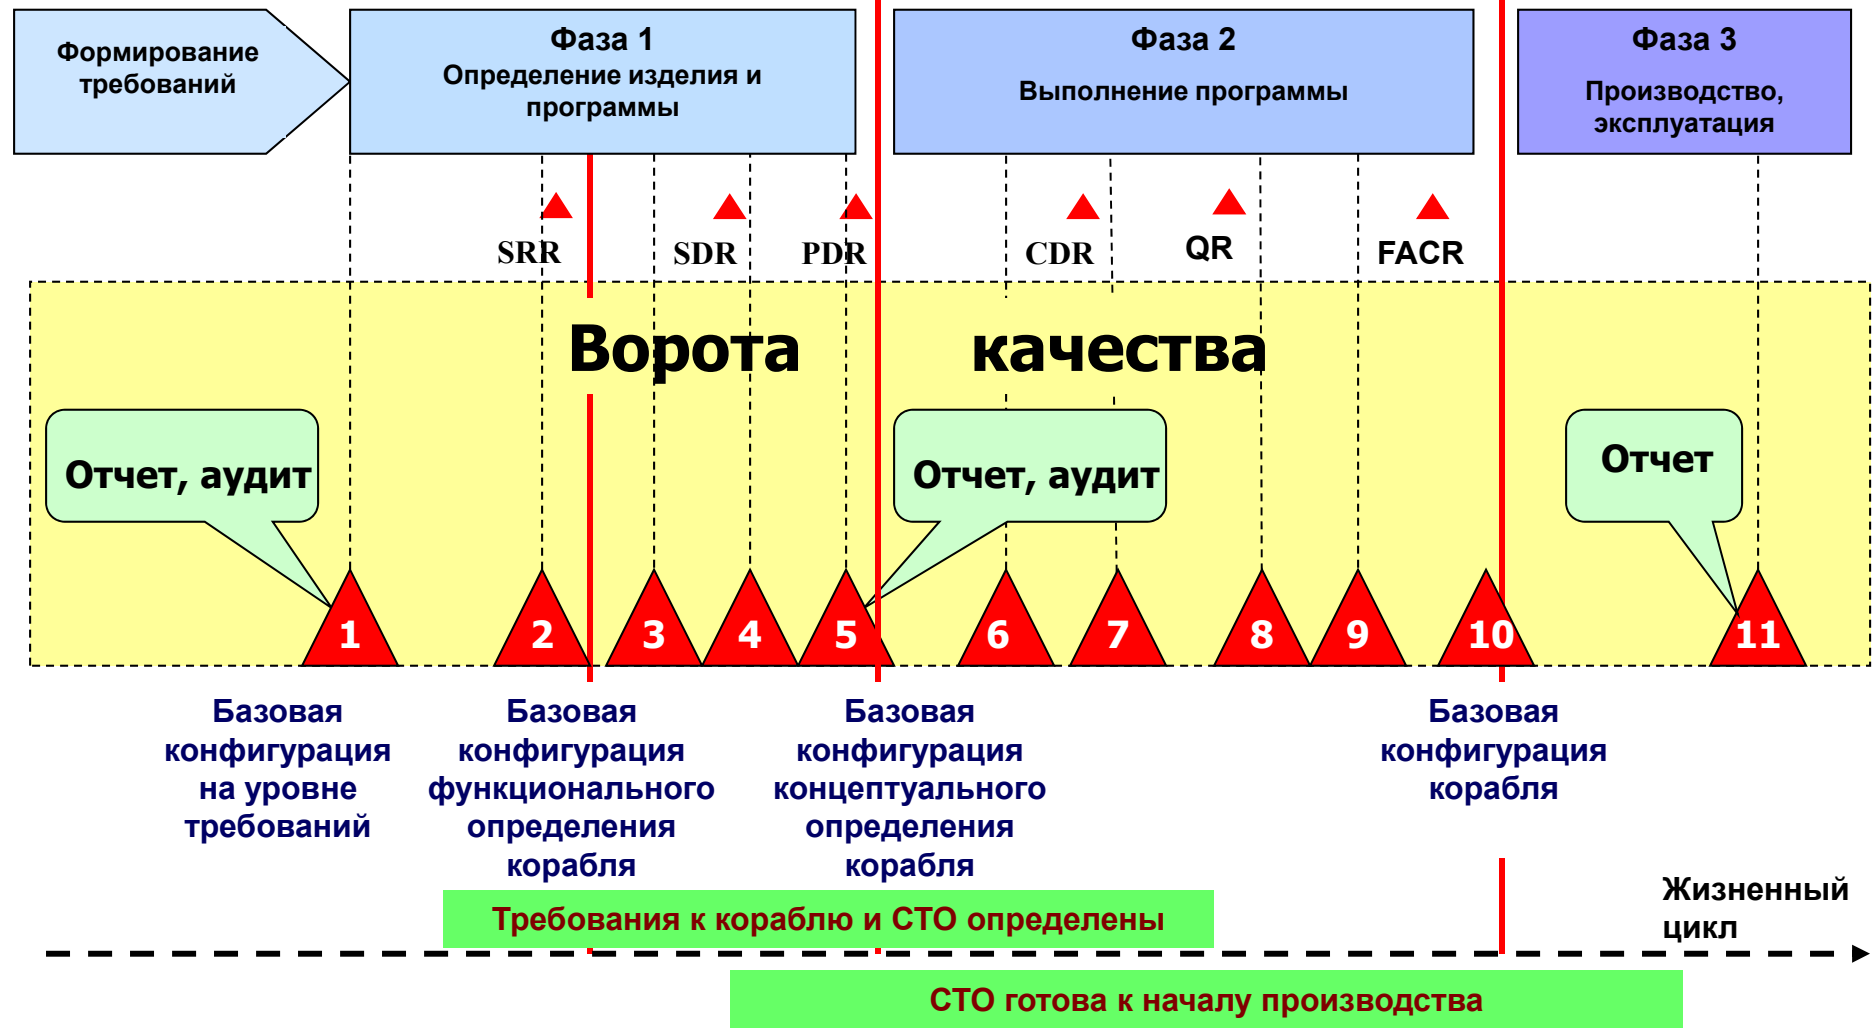 Формирование
требований
Фаза 1
Определение изделия и
программы
Фаза 2
Выполнение программы
Фаза 3
Производство,
эксплуатация
SRR
SDR
PDR
CDR
QR
FACR
Ворота качества
Отчет, аудит
Отчет, аудит
Отчет
1
2
3
4
5
6
7
8
9
10
11
Базовая
конфигурация
на уровне
требований
Базовая
конфигурация
функционального
определения
корабля
Базовая
конфигурация
концептуального
определения
корабля
Базовая
конфигурация
корабля
Требования к кораблю и СТО определены
Жизненный
цикл
СТО готова к началу производства